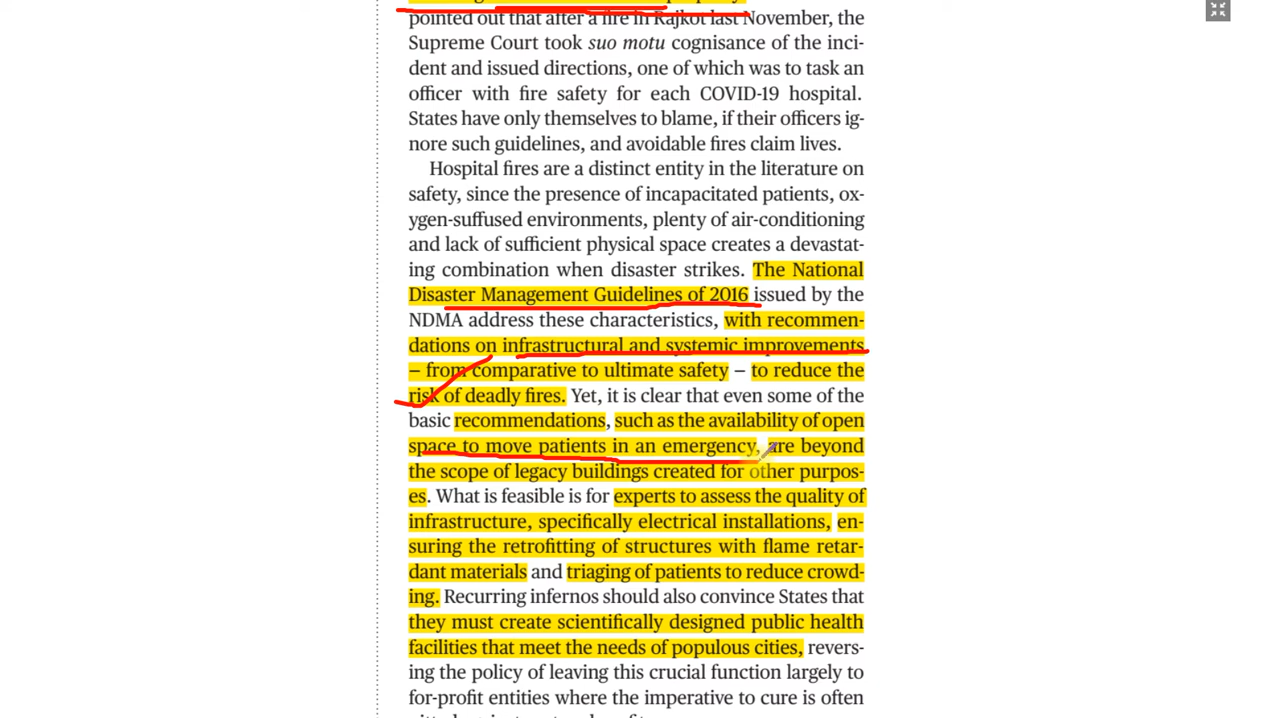 pointed out that after a fire in Rajkot last November, the
Supreme Court took suo motu cognisance of the inci-
dent and issued directions, one of which was to task an
officer with fire safety for each COVID-19 hospital.
States have only themselves to blame, if their officers ig-
nore such guidelines, and avoidable fires claim lives.
Hospital fires are a distinct entity in the literature on
safety, since the presence of incapacitated patients, ox-
ygen-suffused environments, plenty of air-conditioning
and lack of sufficient physical space creates a devastat-
ing combination when disaster strikes. The National
Disaster Management Guidelines of 2016 issued by the
NDMA address these characteristics, with recommen-
dations on infrastructural and systemic improvements
– from comparative to ultimate safety – to reduce the
risk of deadly fires. Yet, it is clear that even some of the
basic recommendations, such as the availability of open
space to move patients in an emergency, are beyond
the scope of legacy buildings created for other purpos-
es. What is feasible is for experts to assess the quality of
infrastructure, specifically electrical installations, en-
suring the retrofitting of structures with flame retar-
dant materials and triaging of patients to reduce crowd-
ing. Recurring infernos should also convince States that
they must create scientifically designed public health
facilities that meet the needs of populous cities, revers-
ing the policy of leaving this crucial function largely to
for-profit entities where the imperative to cure is often